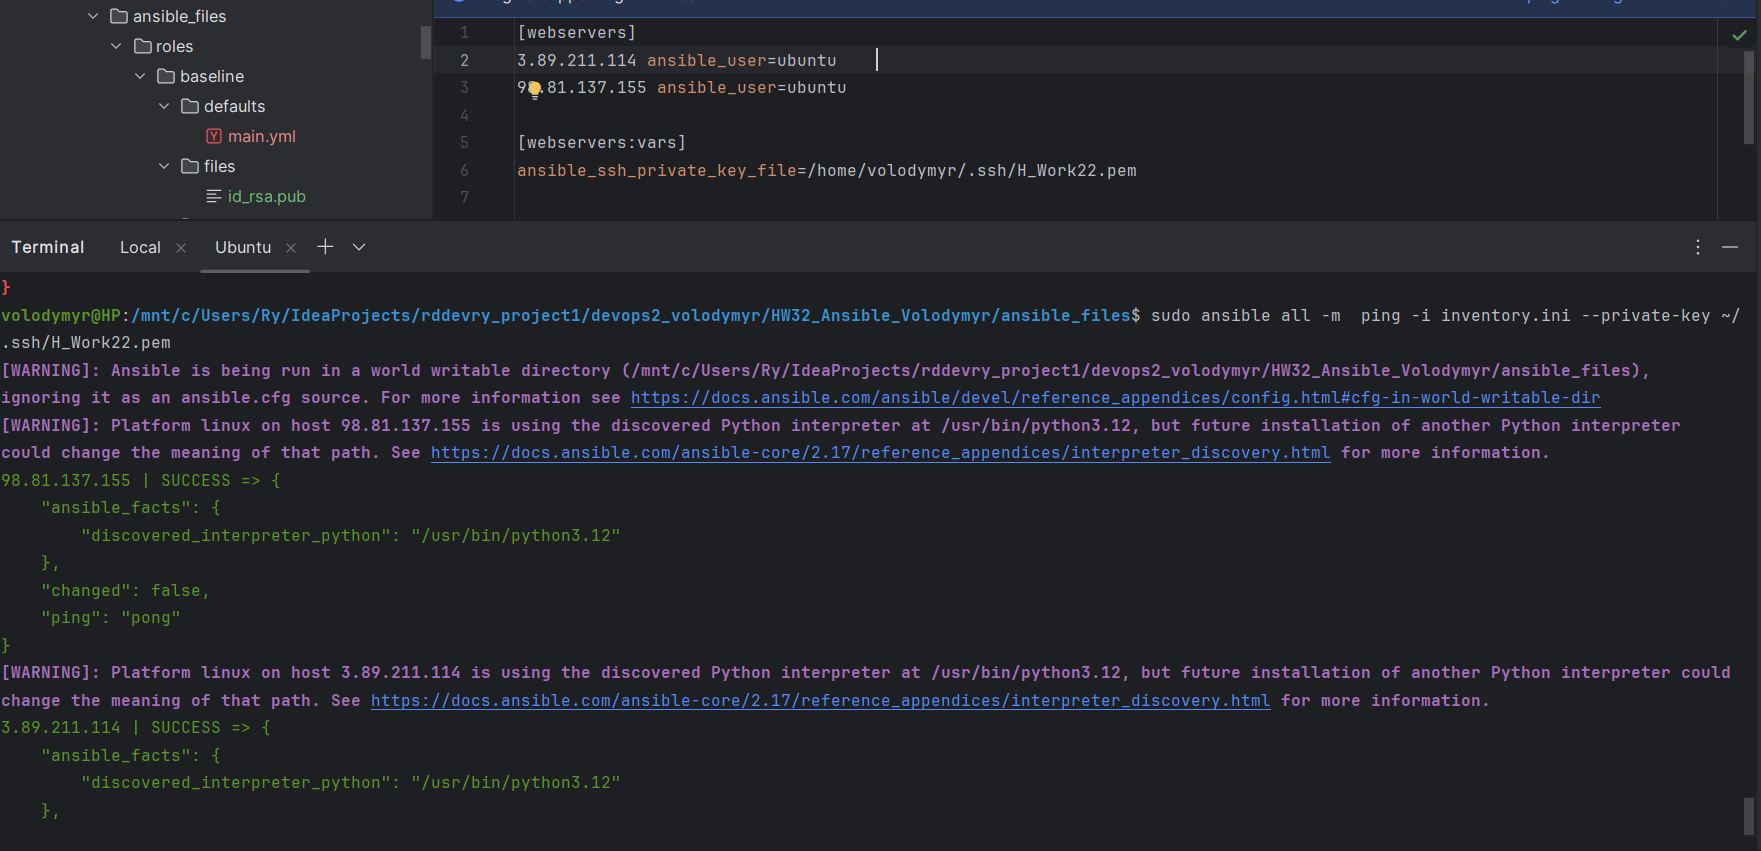 ansible_files
roles
baseline
defaults
main.yml
files
id_rsa.pub
1 [webservers]
2 3.89.211.114 ansible_user=ubuntu
3 98.81.137.155 ansible_user=ubuntu
4
5 [webservers:vars]
6 ansible_ssh_private_key_file=/home/volodymyr/.ssh/H_Work22.pem
7
Terminal Local × Ubuntu ×
}
volodymyr@HP:/mnt/c/Users/Ry/IdeaProjects/rddevry_project1/devops2_volodymyr/HW32_Ansible_Volodymyr/ansible_files$ sudo ansible all -m  ping -i inventory.ini --private-key ~/
.ssh/H_Work22.pem
[WARNING]: Ansible is being run in a world writable directory (/mnt/c/Users/Ry/IdeaProjects/rddevry_project1/devops2_volodymyr/HW32_Ansible_Volodymyr/ansible_files),
ignoring it as an ansible.cfg source. For more information see https://docs.ansible.com/ansible/devel/reference_appendices/config.html#cfg-in-world-writable-dir
[WARNING]: Platform linux on host 98.81.137.155 is using the discovered Python interpreter at /usr/bin/python3.12, but future installation of another Python interpreter
could change the meaning of that path. See https://docs.ansible.com/ansible-core/2.17/reference_appendices/interpreter_discovery.html for more information.
98.81.137.155 | SUCCESS => {
    "ansible_facts": {
        "discovered_interpreter_python": "/usr/bin/python3.12"
    },
    "changed": false,
    "ping": "pong"
}
[WARNING]: Platform linux on host 3.89.211.114 is using the discovered Python interpreter at /usr/bin/python3.12, but future installation of another Python interpreter could
change the meaning of that path. See https://docs.ansible.com/ansible-core/2.17/reference_appendices/interpreter_discovery.html for more information.
3.89.211.114 | SUCCESS => {
    "ansible_facts": {
        "discovered_interpreter_python": "/usr/bin/python3.12"
    },